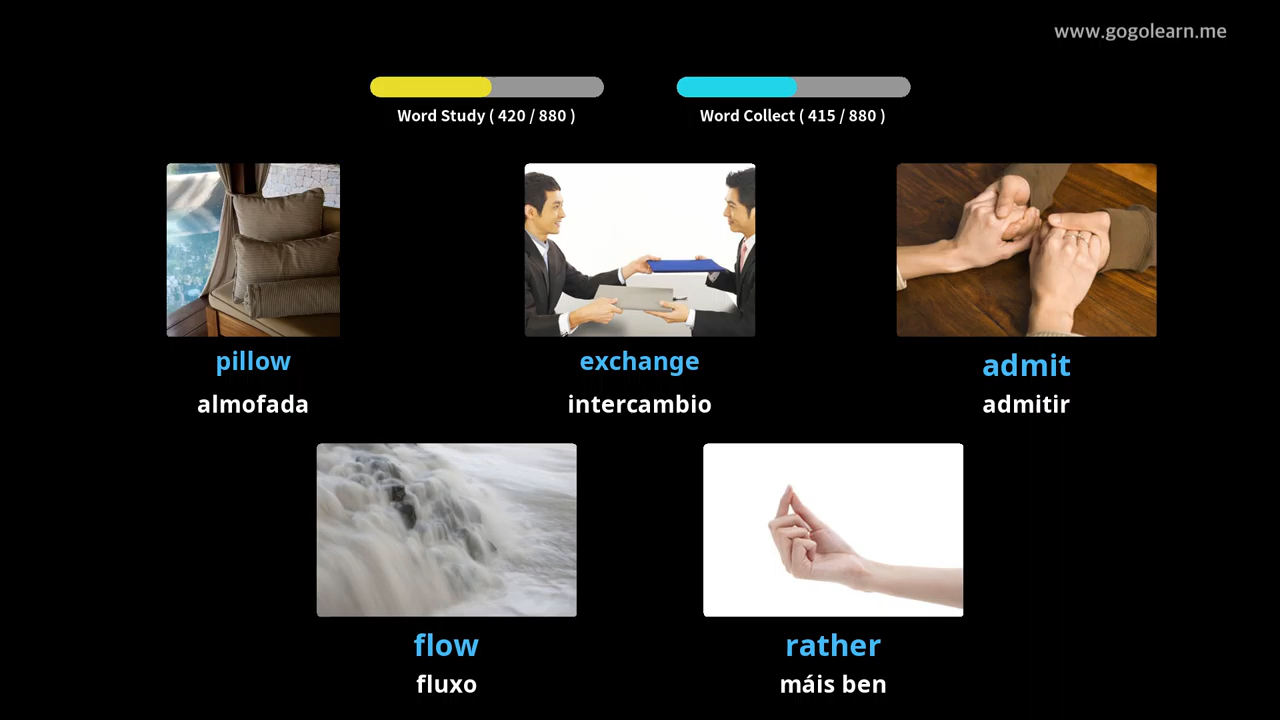 www.gogolearn.me
Word Study ( 420 / 880 )
Word Collect ( 415 / 880 )
pillow
almofada
exchange
intercambio
admit
admitir
flow
fluxo
rather
máis ben